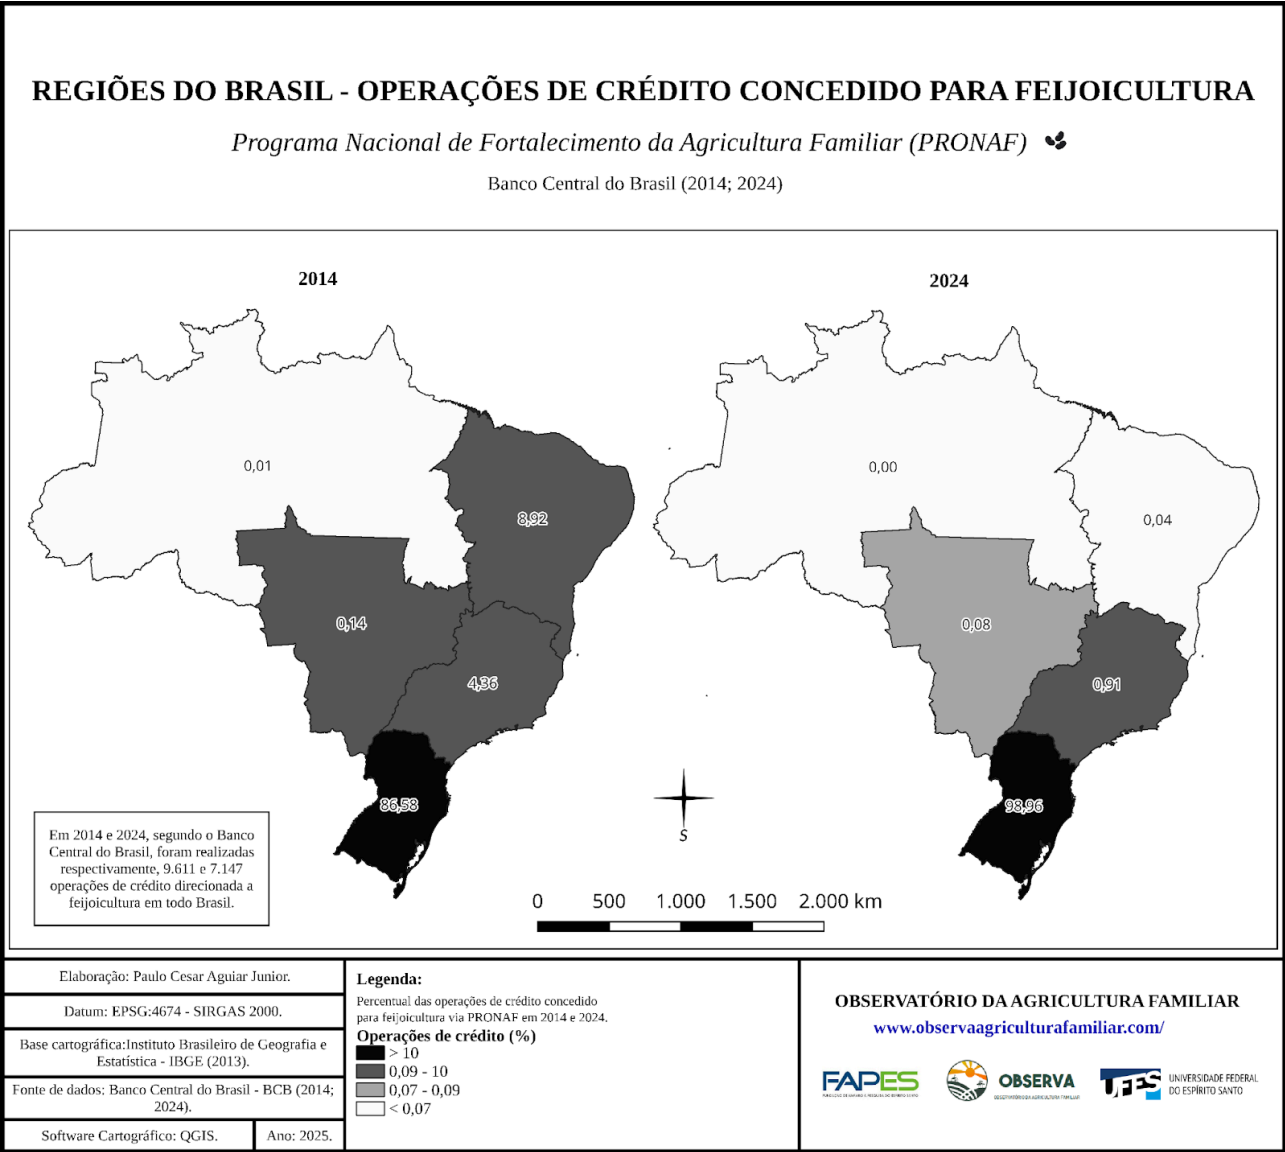 REGIÕES DO BRASIL - OPERAÇÕES DE CRÉDITO CONCEDIDO PARA FEIJOICULTURA
Programa Nacional de Fortalecimento da Agricultura Familiar (PRONAF)
Banco Central do Brasil (2014; 2024)
2014
0,01
8,92
0,14
4,36
86,58
2024
0,00
0,04
0,08
0,91
98,96
Em 2014 e 2024, segundo o Banco
Central do Brasil, foram realizadas
respectivamente, 9.611 e 7.147
operações de crédito direcionada a
feijoicultura em todo Brasil.
S
0 500 1.000 1.500 2.000 km
Elaboração: Paulo Cesar Aguiar Junior.
Datum: EPSG:4674 - SIRGAS 2000.
Base cartográfica:Instituto Brasileiro de Geografia e
Estatística - IBGE (2013).
Fonte de dados: Banco Central do Brasil - BCB (2014;
2024).
Software Cartográfico: QGIS.
Ano: 2025.
Legenda:
Percentual das operações de crédito concedido
para feijoicultura via PRONAF em 2014 e 2024.
Operações de crédito (%)
> 10
0,09 - 10
0,07 - 0,09
< 0,07
OBSERVATÓRIO DA AGRICULTURA FAMILIAR
www.observaagriculturafamiliar.com/
FAPES
OBSERVA
OBSERVATÓRIO DA AGRICULTURA FAMILIAR
UFES
UNIVERSIDADE FEDERAL
DO ESPÍRITO SANTO